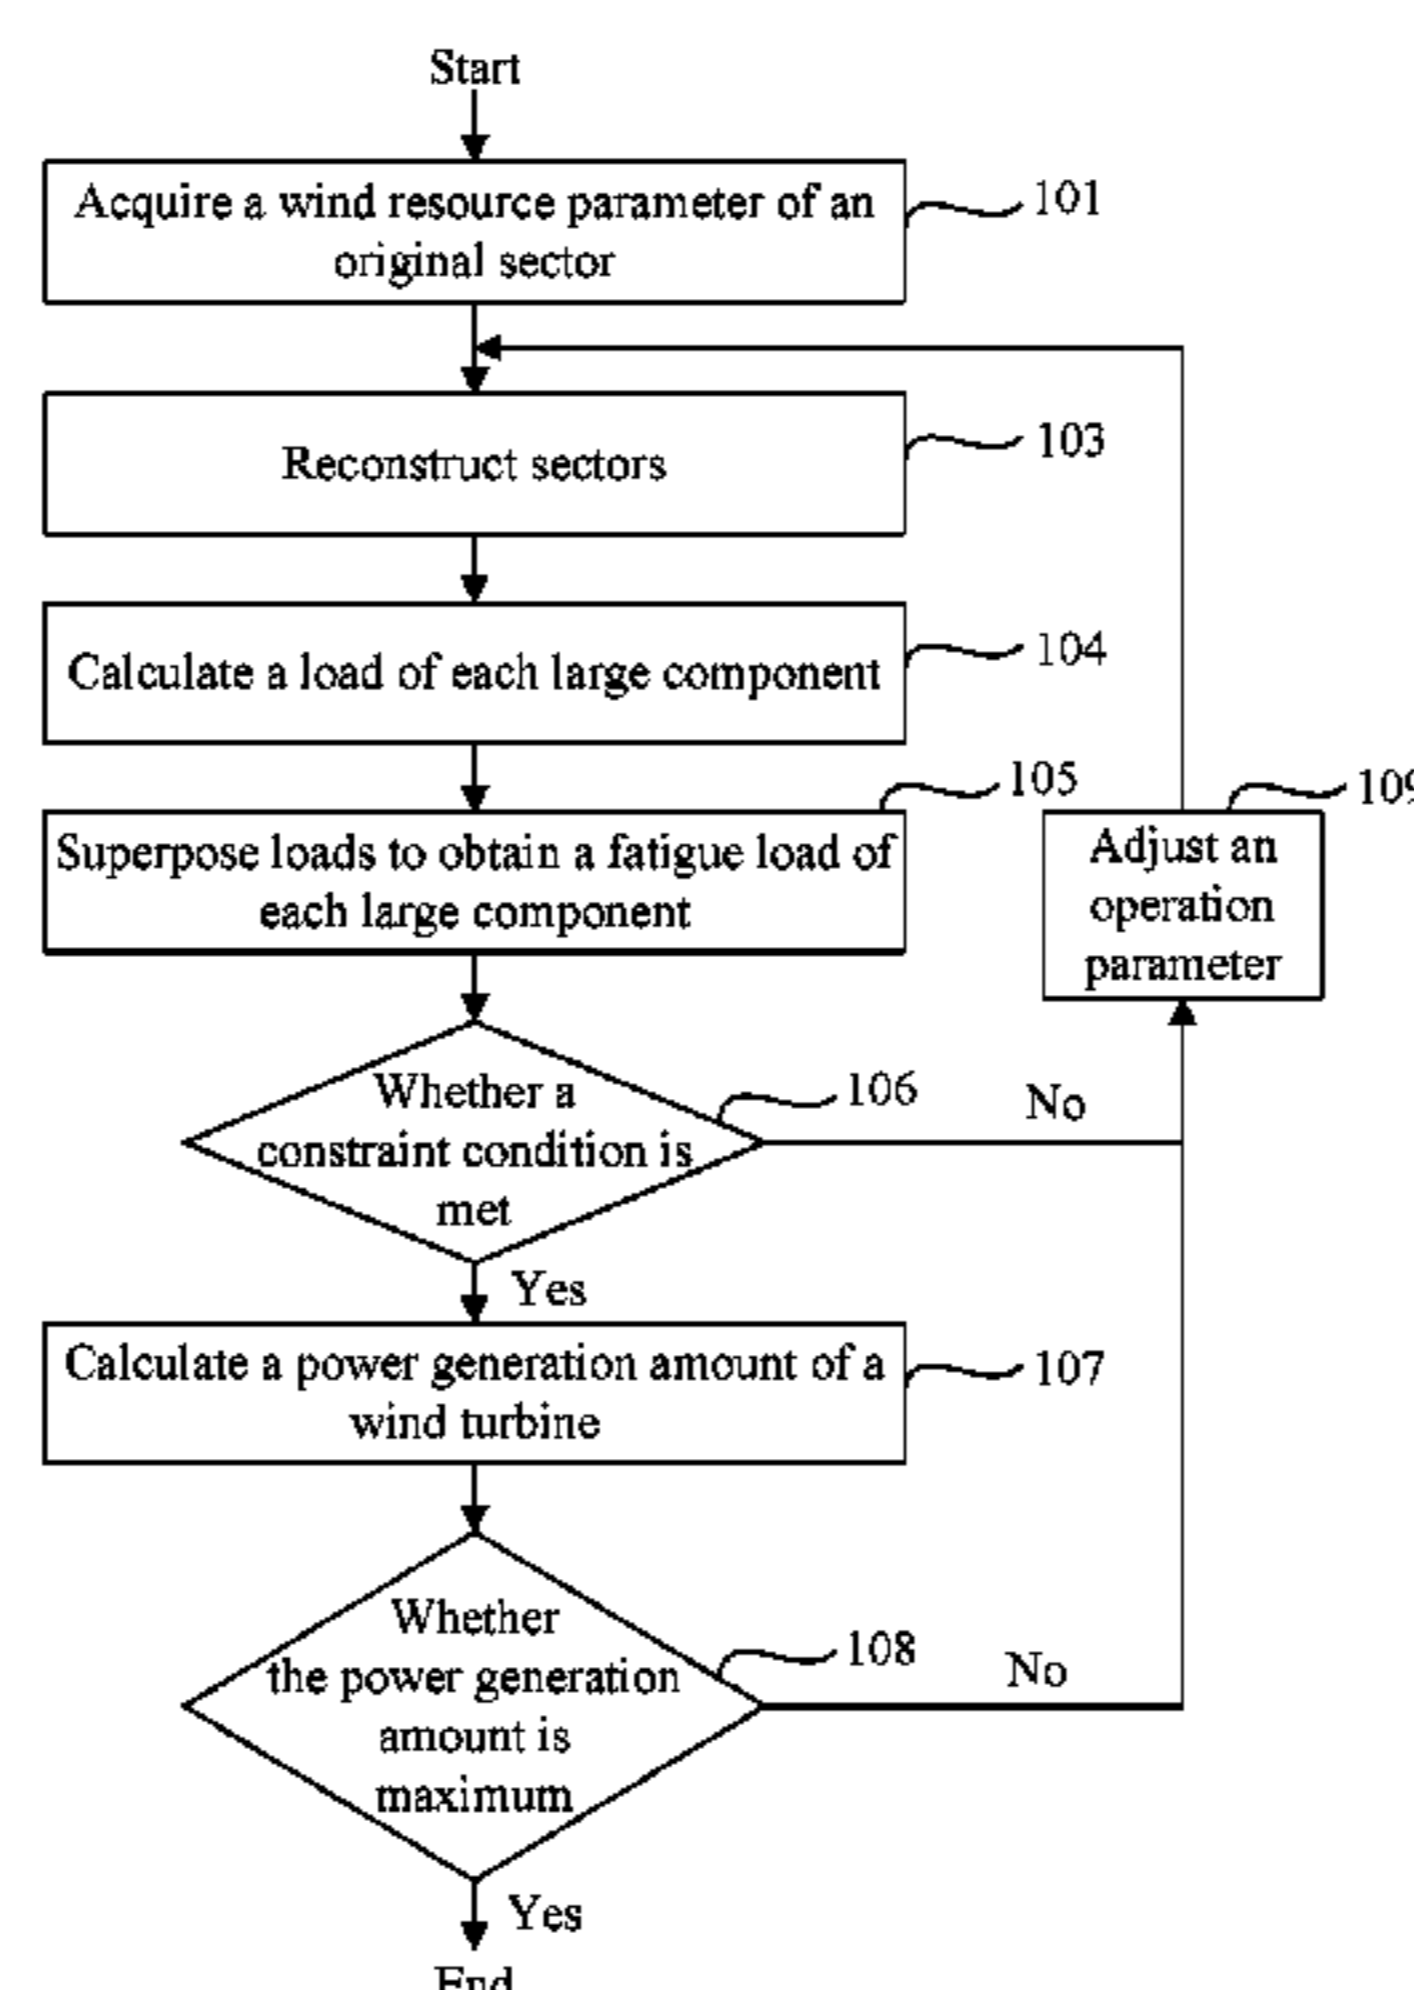 Start
Acquire a wind resource parameter of an
original sector
101
Reconstruct sectors
103
Calculate a load of each large component
104
105
109
Superpose loads to obtain a fatigue load of
each large component
Adjust an
operation
parameter
Whether a
constraint condition is
met
106
No
Yes
Calculate a power generation amount of a
wind turbine
107
Whether
the power generation
amount is
maximum
108
No
Yes
End